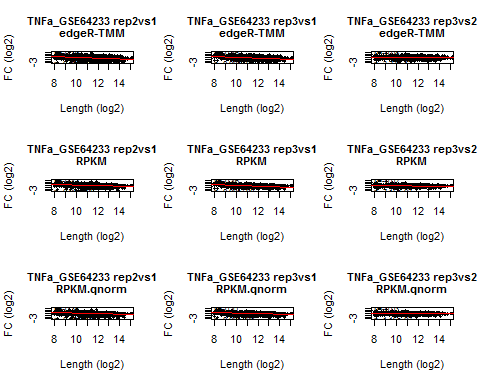 TNFa_GSE64233 rep2vs1
edgeR-TMM
FC (log2)
-3
8 10 12 14
Length (log2)
TNFa_GSE64233 rep3vs1
edgeR-TMM
FC (log2)
-3
8 10 12 14
Length (log2)
TNFa_GSE64233 rep3vs2
edgeR-TMM
FC (log2)
-3
8 10 12 14
Length (log2)
TNFa_GSE64233 rep2vs1
RPKM
FC (log2)
-3
8 10 12 14
Length (log2)
TNFa_GSE64233 rep3vs1
RPKM
FC (log2)
-3
8 10 12 14
Length (log2)
TNFa_GSE64233 rep3vs2
RPKM
FC (log2)
-3
8 10 12 14
Length (log2)
TNFa_GSE64233 rep2vs1
RPKM.qnorm
FC (log2)
-3
8 10 12 14
Length (log2)
TNFa_GSE64233 rep3vs1
RPKM.qnorm
FC (log2)
-3
8 10 12 14
Length (log2)
TNFa_GSE64233 rep3vs2
RPKM.qnorm
FC (log2)
-3
8 10 12 14
Length (log2)